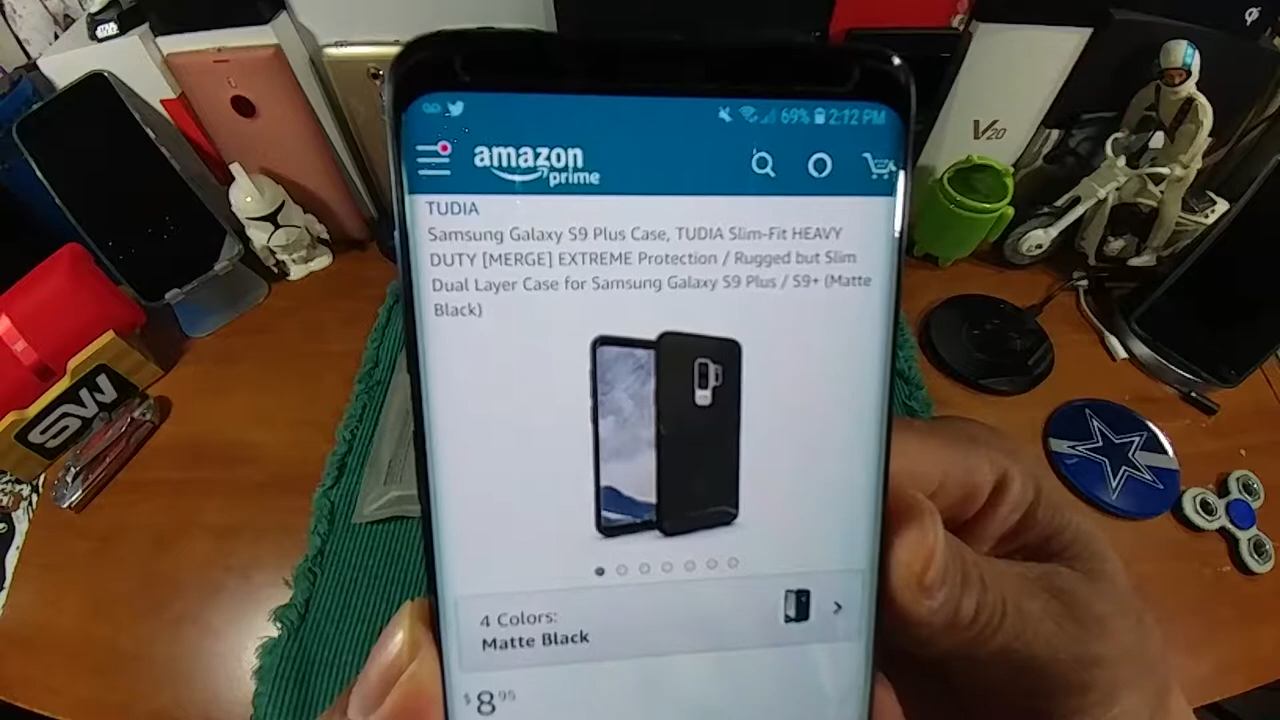 69% 2:12 PM
amazon
prime
TUDIA
Samsung Galaxy S9 Plus Case, TUDIA Slim-Fit HEAVY
DUTY [MERGE] EXTREME Protection / Rugged but Slim
Dual Layer Case for Samsung Galaxy S9 Plus / S9+ (Matte
Black)
4 Colors:
Matte Black
$8 95
V20
SW